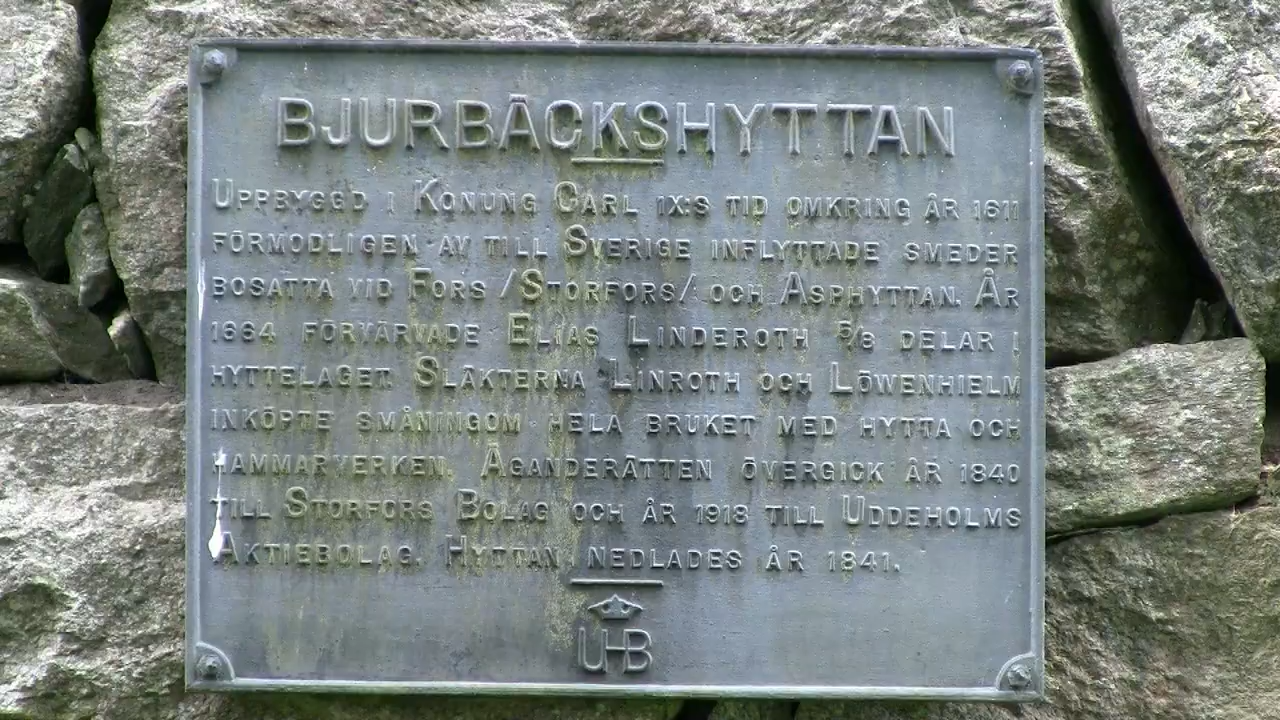 BJURBÄCKSHYTTAN
UPPBYGGD I KONUNG CARL IX:S TID OMKRING ÅR 1611
FÖRMODLIGEN AV TILL SVERIGE INFLYTTADE SMEDER
BOSATTA VID FORS /STORFORS/ OCH ASPHYTTAN. ÅR
1664 FÖRVÄRVADE ELIAS LINDEROTH 5/8 DELAR I
HYTTELAGET. SLÄKTERNA LINROTH OCH LÖWENHIELM
INKÖPTE SMÅNINGOM HELA BRUKET MED HYTTA OCH
HAMMARVERKEN. ÄGANDERÄTTEN ÖVERGICK ÅR 1840
TILL STORFORS BOLAG OCH ÅR 1918 TILL UDDEHOLMS
AKTIEBOLAG. HYTTAN NEDLADES ÅR 1841.
UHB